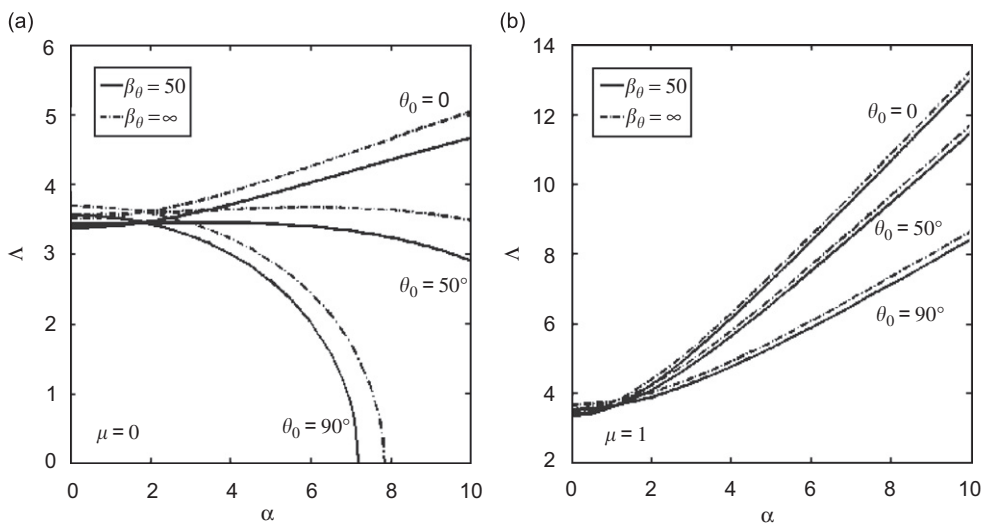 (a)
6
5
4
3
2
1
0
Λ
β_θ = 50
β_θ = ∞
θ_0 = 0
θ_0 = 50°
θ_0 = 90°
μ = 0
0 2 4 6 8 10
α
(b)
14
12
10
8
6
4
2
Λ
β_θ = 50
β_θ = ∞
θ_0 = 0
θ_0 = 50°
θ_0 = 90°
μ = 1
0 2 4 6 8 10
α